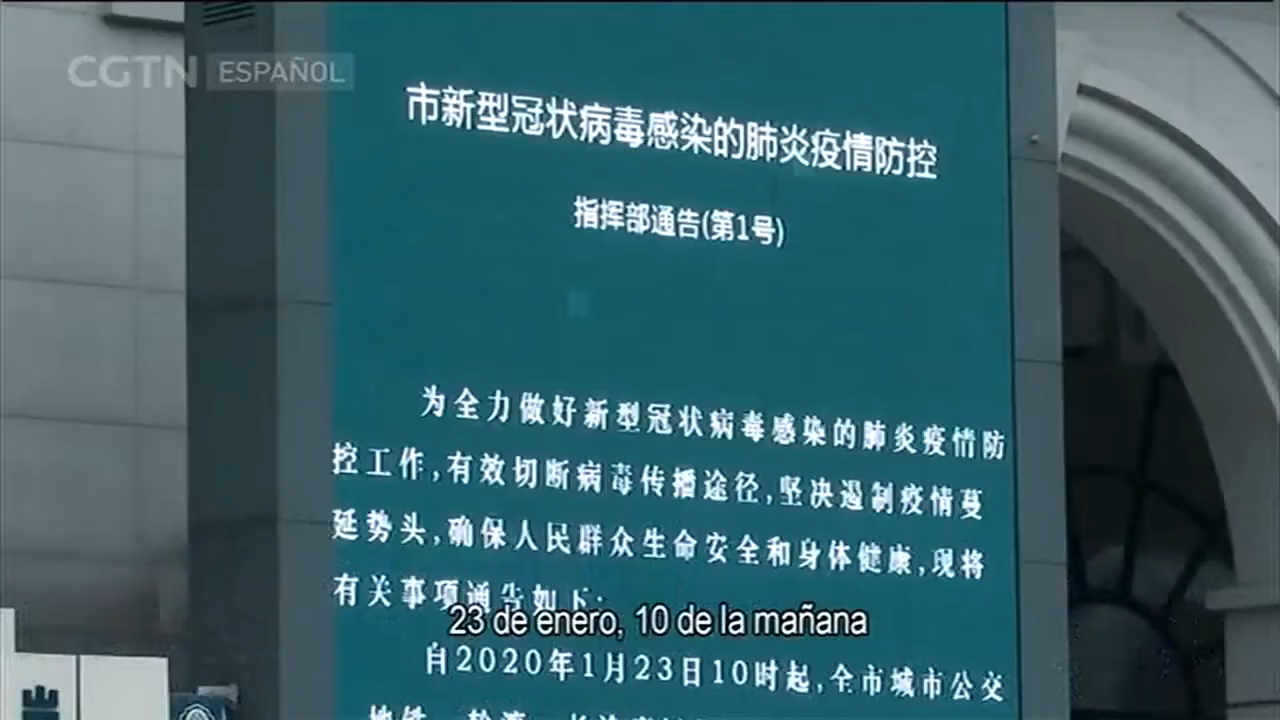 CGTN ESPAÑOL
市新型冠状病毒感染的肺炎疫情防控
指挥部通告(第1号)
为全力做好新型冠状病毒感染的肺炎疫情防
控工作,有效切断病毒传播途径,坚决遏制疫情蔓
延势头,确保人民群众生命安全和身体健康,现将
有关事项通告如下:
23 de enero, 10 de la mañana
自2020年1月23日10时起,全市城市公交